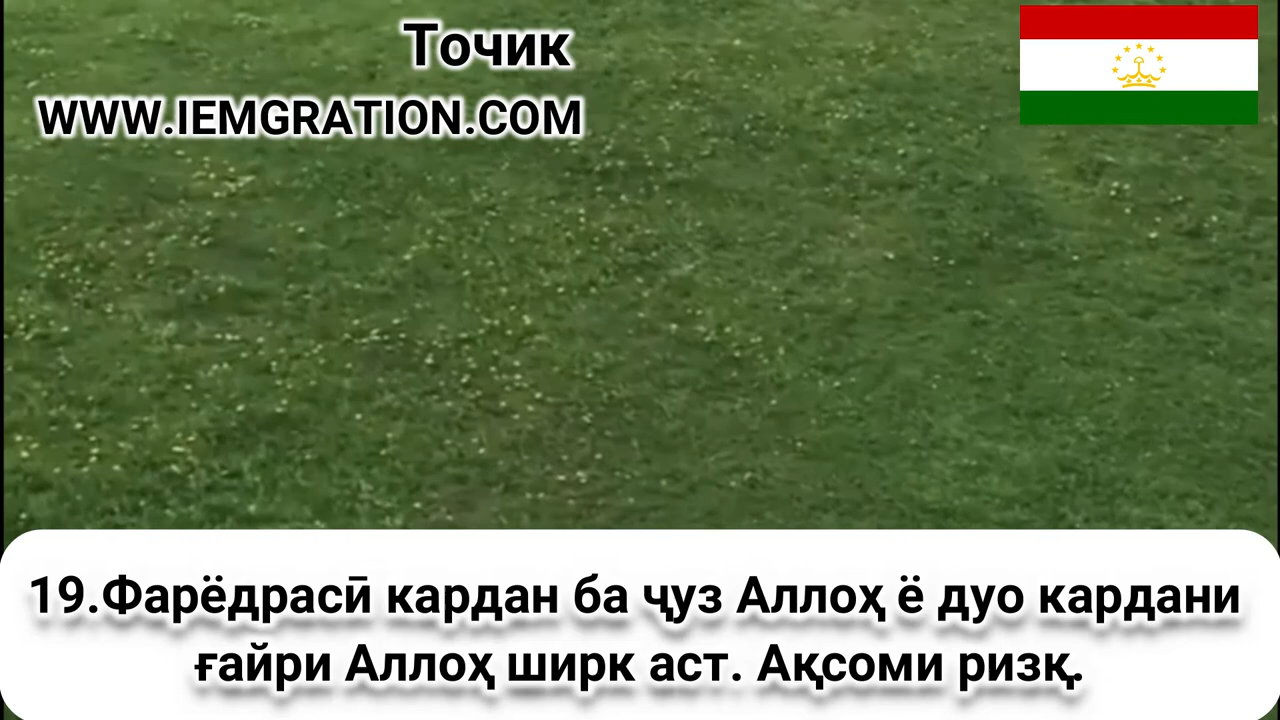 Точик
WWW.IEMGRATION.COM
19.Фарёдрасӣ кардан ба ҷуз Аллоҳ ё дуо кардани
ғайри Аллоҳ ширк аст. Ақсоми ризқ.